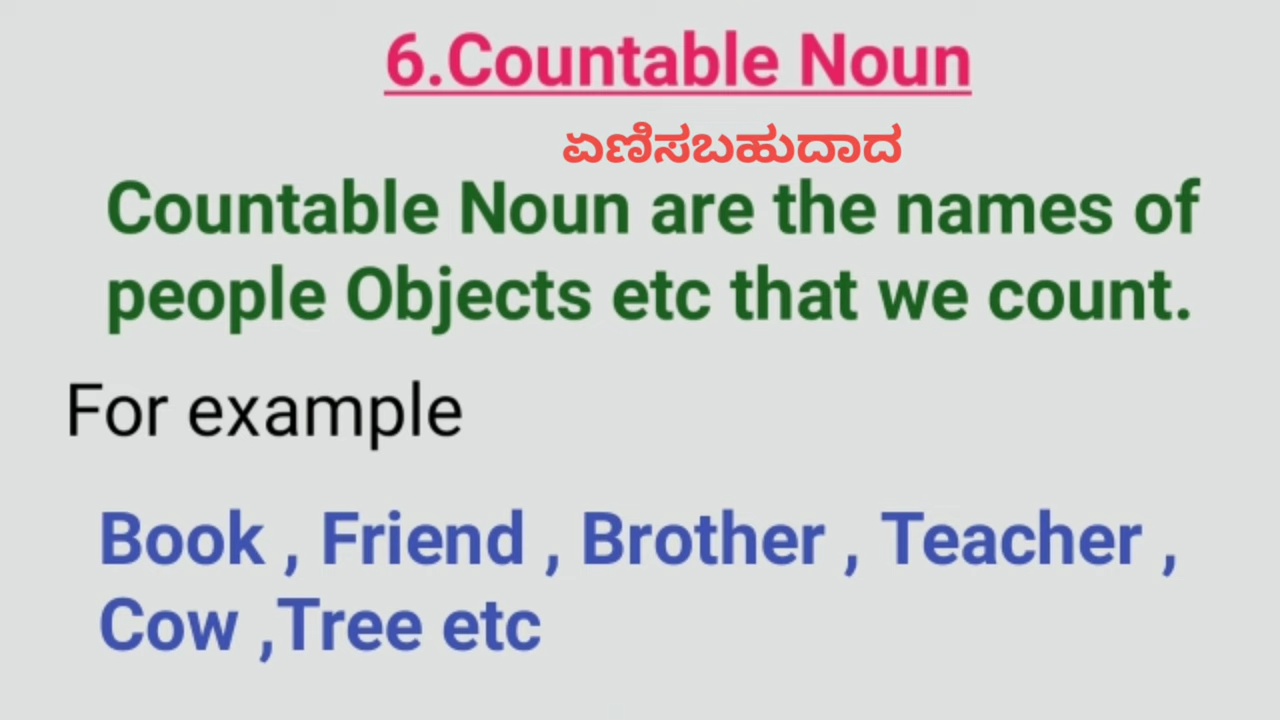 6.Countable Noun
ಏಣಿಸಬಹುದಾದ
Countable Noun are the names of
people Objects etc that we count.
For example
Book , Friend , Brother , Teacher ,
Cow ,Tree etc